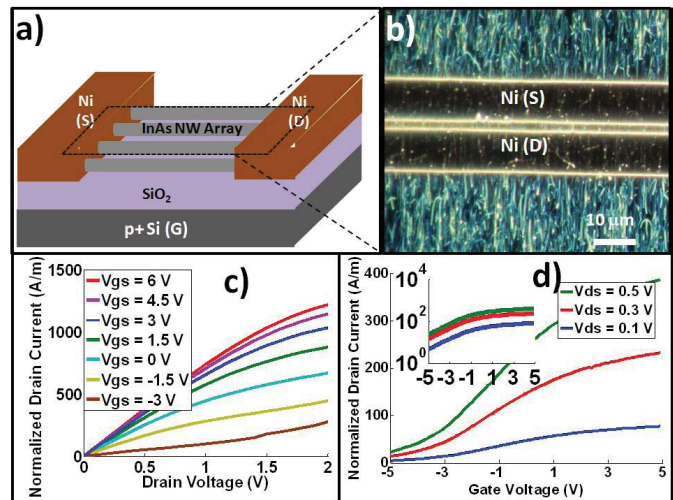 a)
Ni
(S)
Ni
(D)
InAs NW Array
SiO2
p+Si (G)
b)
Ni (S)
Ni (D)
10 μm
c)
Normalized Drain Current (A/m)
1500
1000
500
0
Vgs = 6 V
Vgs = 4.5 V
Vgs = 3 V
Vgs = 1.5 V
Vgs = 0 V
Vgs = -1.5 V
Vgs = -3 V
0 0.5 1 1.5 2
Drain Voltage (V)
d)
Normalized Drain Current (A/m)
400
300
200
100
0
10^4
10^2
10^0
-5 -3 -1 1 3 5
Vds = 0.5 V
Vds = 0.3 V
Vds = 0.1 V
-5 -3 -1 1 3 5
Gate Voltage (V)